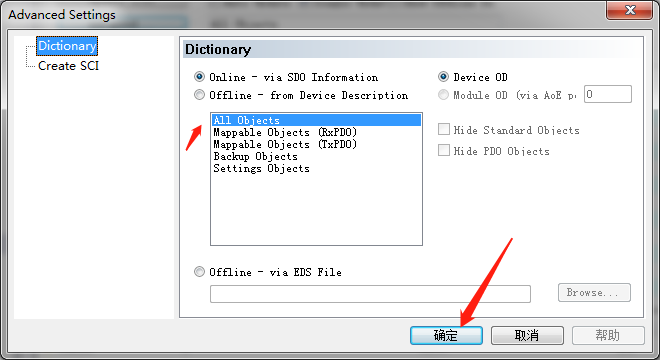 Advanced Settings
Dictionary
Create SCI
Dictionary
Online - via SDO Information
Offline - from Device Description
All Objects
Mappable Objects (RxPDO)
Mappable Objects (TxPDO)
Backup Objects
Settings Objects
Device OD
Module OD (via AoE p
0
Hide Standard Objects
Hide PDO Objects
Offline - via EDS File
Browse...
确定
取消
帮助